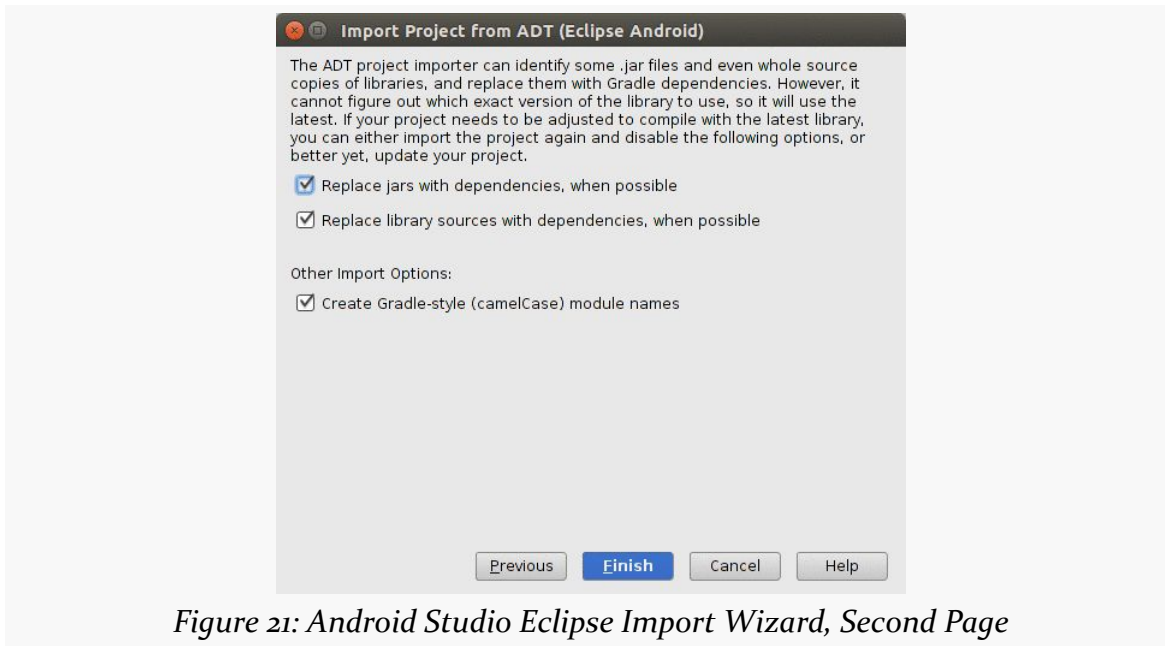 Import Project from ADT (Eclipse Android)
The ADT project importer can identify some .jar files and even whole source
copies of libraries, and replace them with Gradle dependencies. However, it
cannot figure out which exact version of the library to use, so it will use the
latest. If your project needs to be adjusted to compile with the latest library,
you can either import the project again and disable the following options, or
better yet, update your project.
Replace jars with dependencies, when possible
Replace library sources with dependencies, when possible
Other Import Options:
Create Gradle-style (camelCase) module names
Previous Finish Cancel Help
Figure 21: Android Studio Eclipse Import Wizard, Second Page